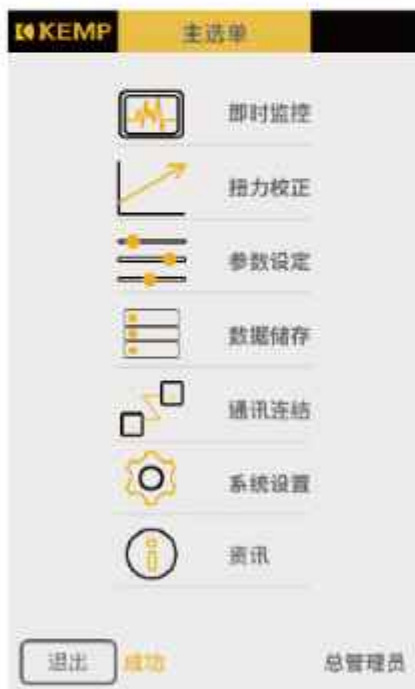 KEMP 主选单
即时监控
扭力校正
参数设定
数据储存
通讯连结
系统设置
资讯
退出 成功 总管理员